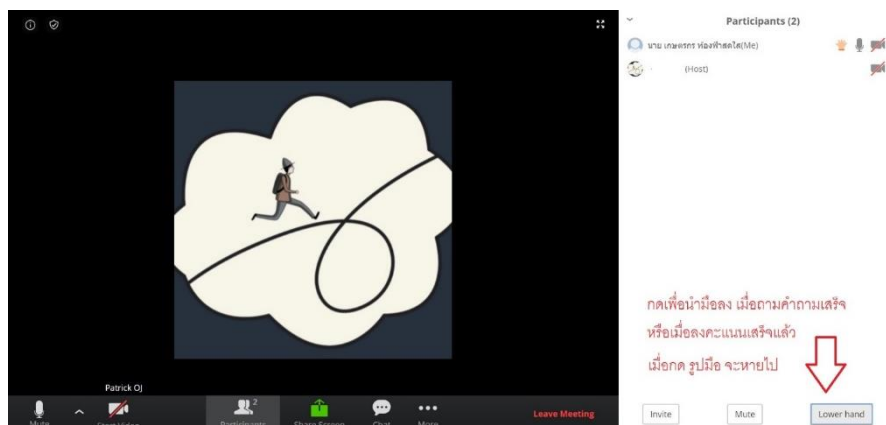 Participants (2)
นาย เกษตรกร ท่องฟ้าสดใส(Me)
(Host)
กดเพื่อนำมือลง เมื่อถามคำถามเสร็จ
หรือเมื่อลงคะแนนเสร็จแล้ว
เมื่อกด รูปมือ จะหายไป
Patrick OJ
2
Mute
Start Video
Participants
Share Screen
Chat
More
Leave Meeting
Invite
Mute
Lower hand